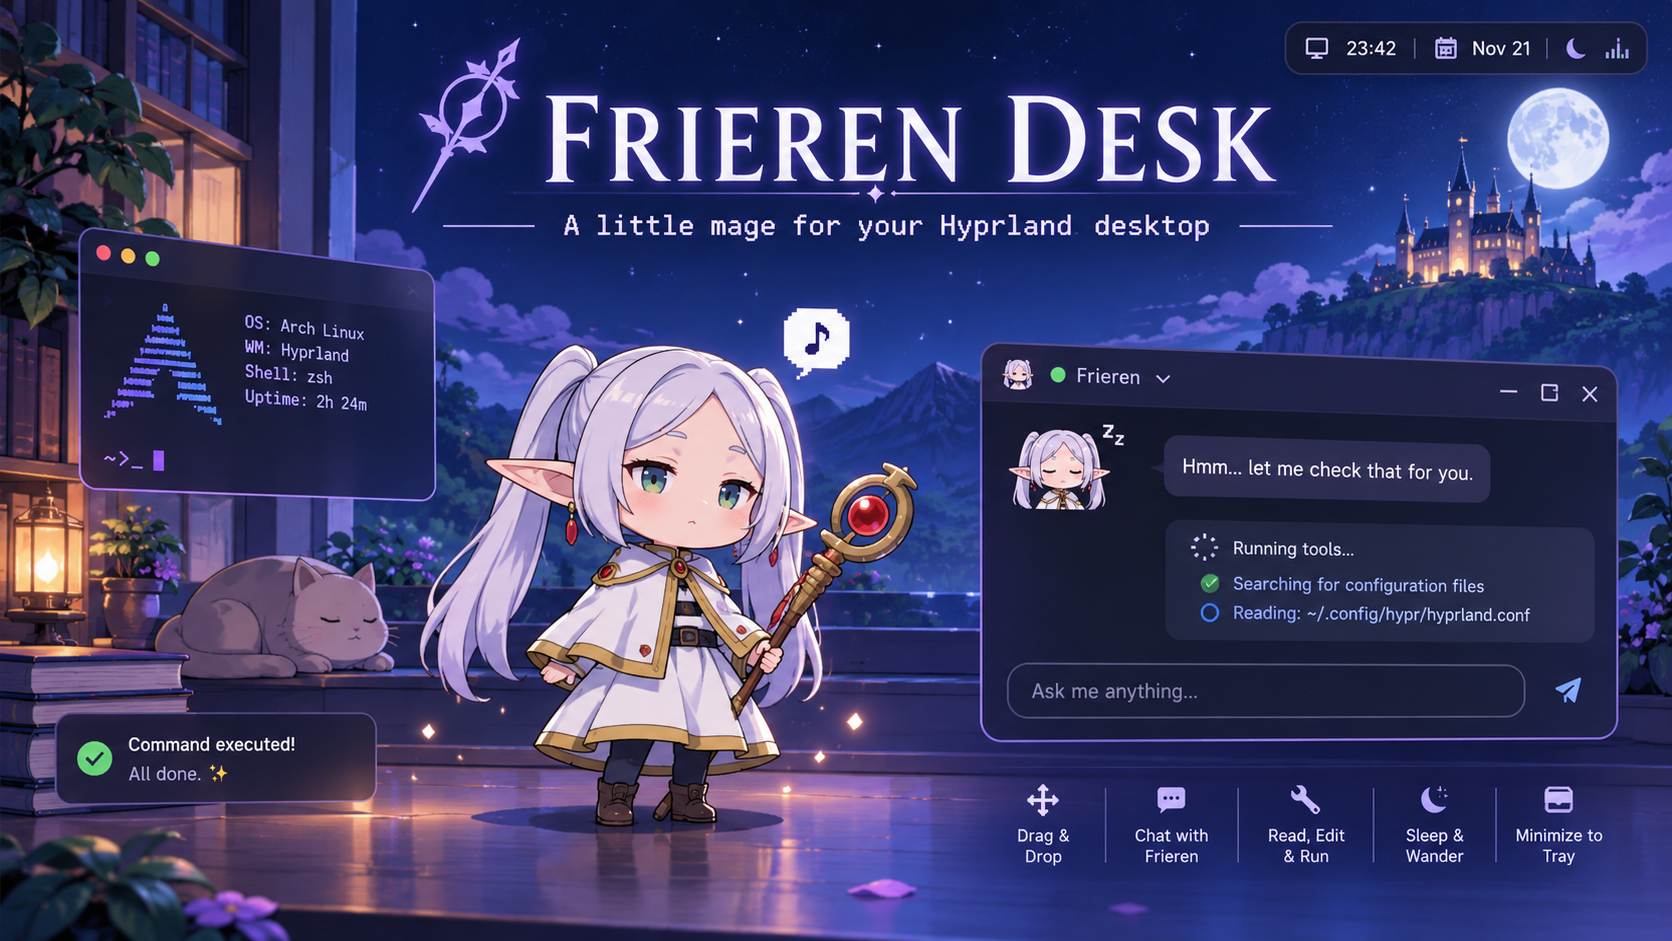 23:42
Nov 21
FRIEREN DESK
A little mage for your Hyprland desktop
OS: Arch Linux
WM: Hyprland
Shell: zsh
Uptime: 2h 24m
~>_
Frieren
zz
Hmm... let me check that for you.
Running tools...
Searching for configuration files
Reading: ~/.config/hypr/hyprland.conf
Ask me anything...
Command executed!
All done. ✨
Drag &
Drop
Chat with
Frieren
Read, Edit
& Run
Sleep &
Wander
Minimize to
Tray